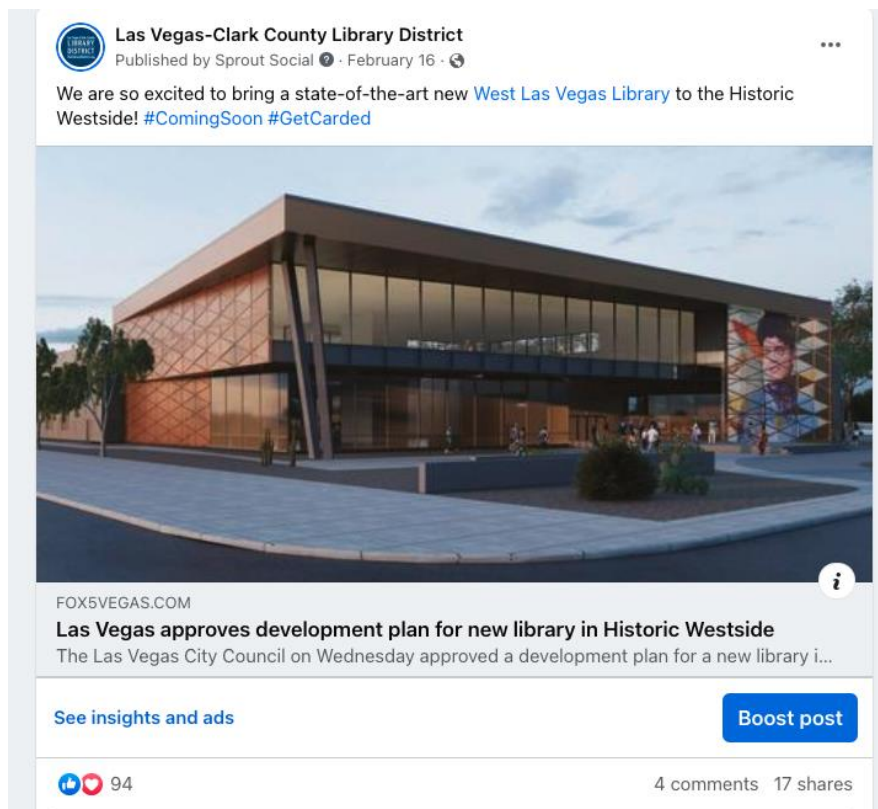 Las Vegas-Clark County Library District
Published by Sprout Social · February 16 ·
We are so excited to bring a state-of-the-art new West Las Vegas Library to the Historic
Westside! #ComingSoon #GetCarded
FOX5VEGAS.COM
Las Vegas approves development plan for new library in Historic Westside
The Las Vegas City Council on Wednesday approved a development plan for a new library i...
See insights and ads
Boost post
94
4 comments 17 shares